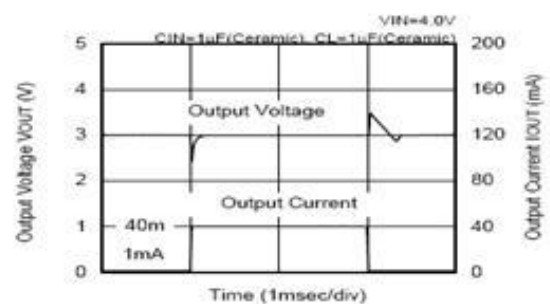 VIN=4.0V
CIN=1uF(Ceramic), CL=1uF(Ceramic)
5 200
4 160
Output Voltage
3 120
2 80
Output Current
1 40m 40
1mA
0 0
Output Voltage VOUT (V)
Output Current IOUT (mA)
Time (1msec/div)